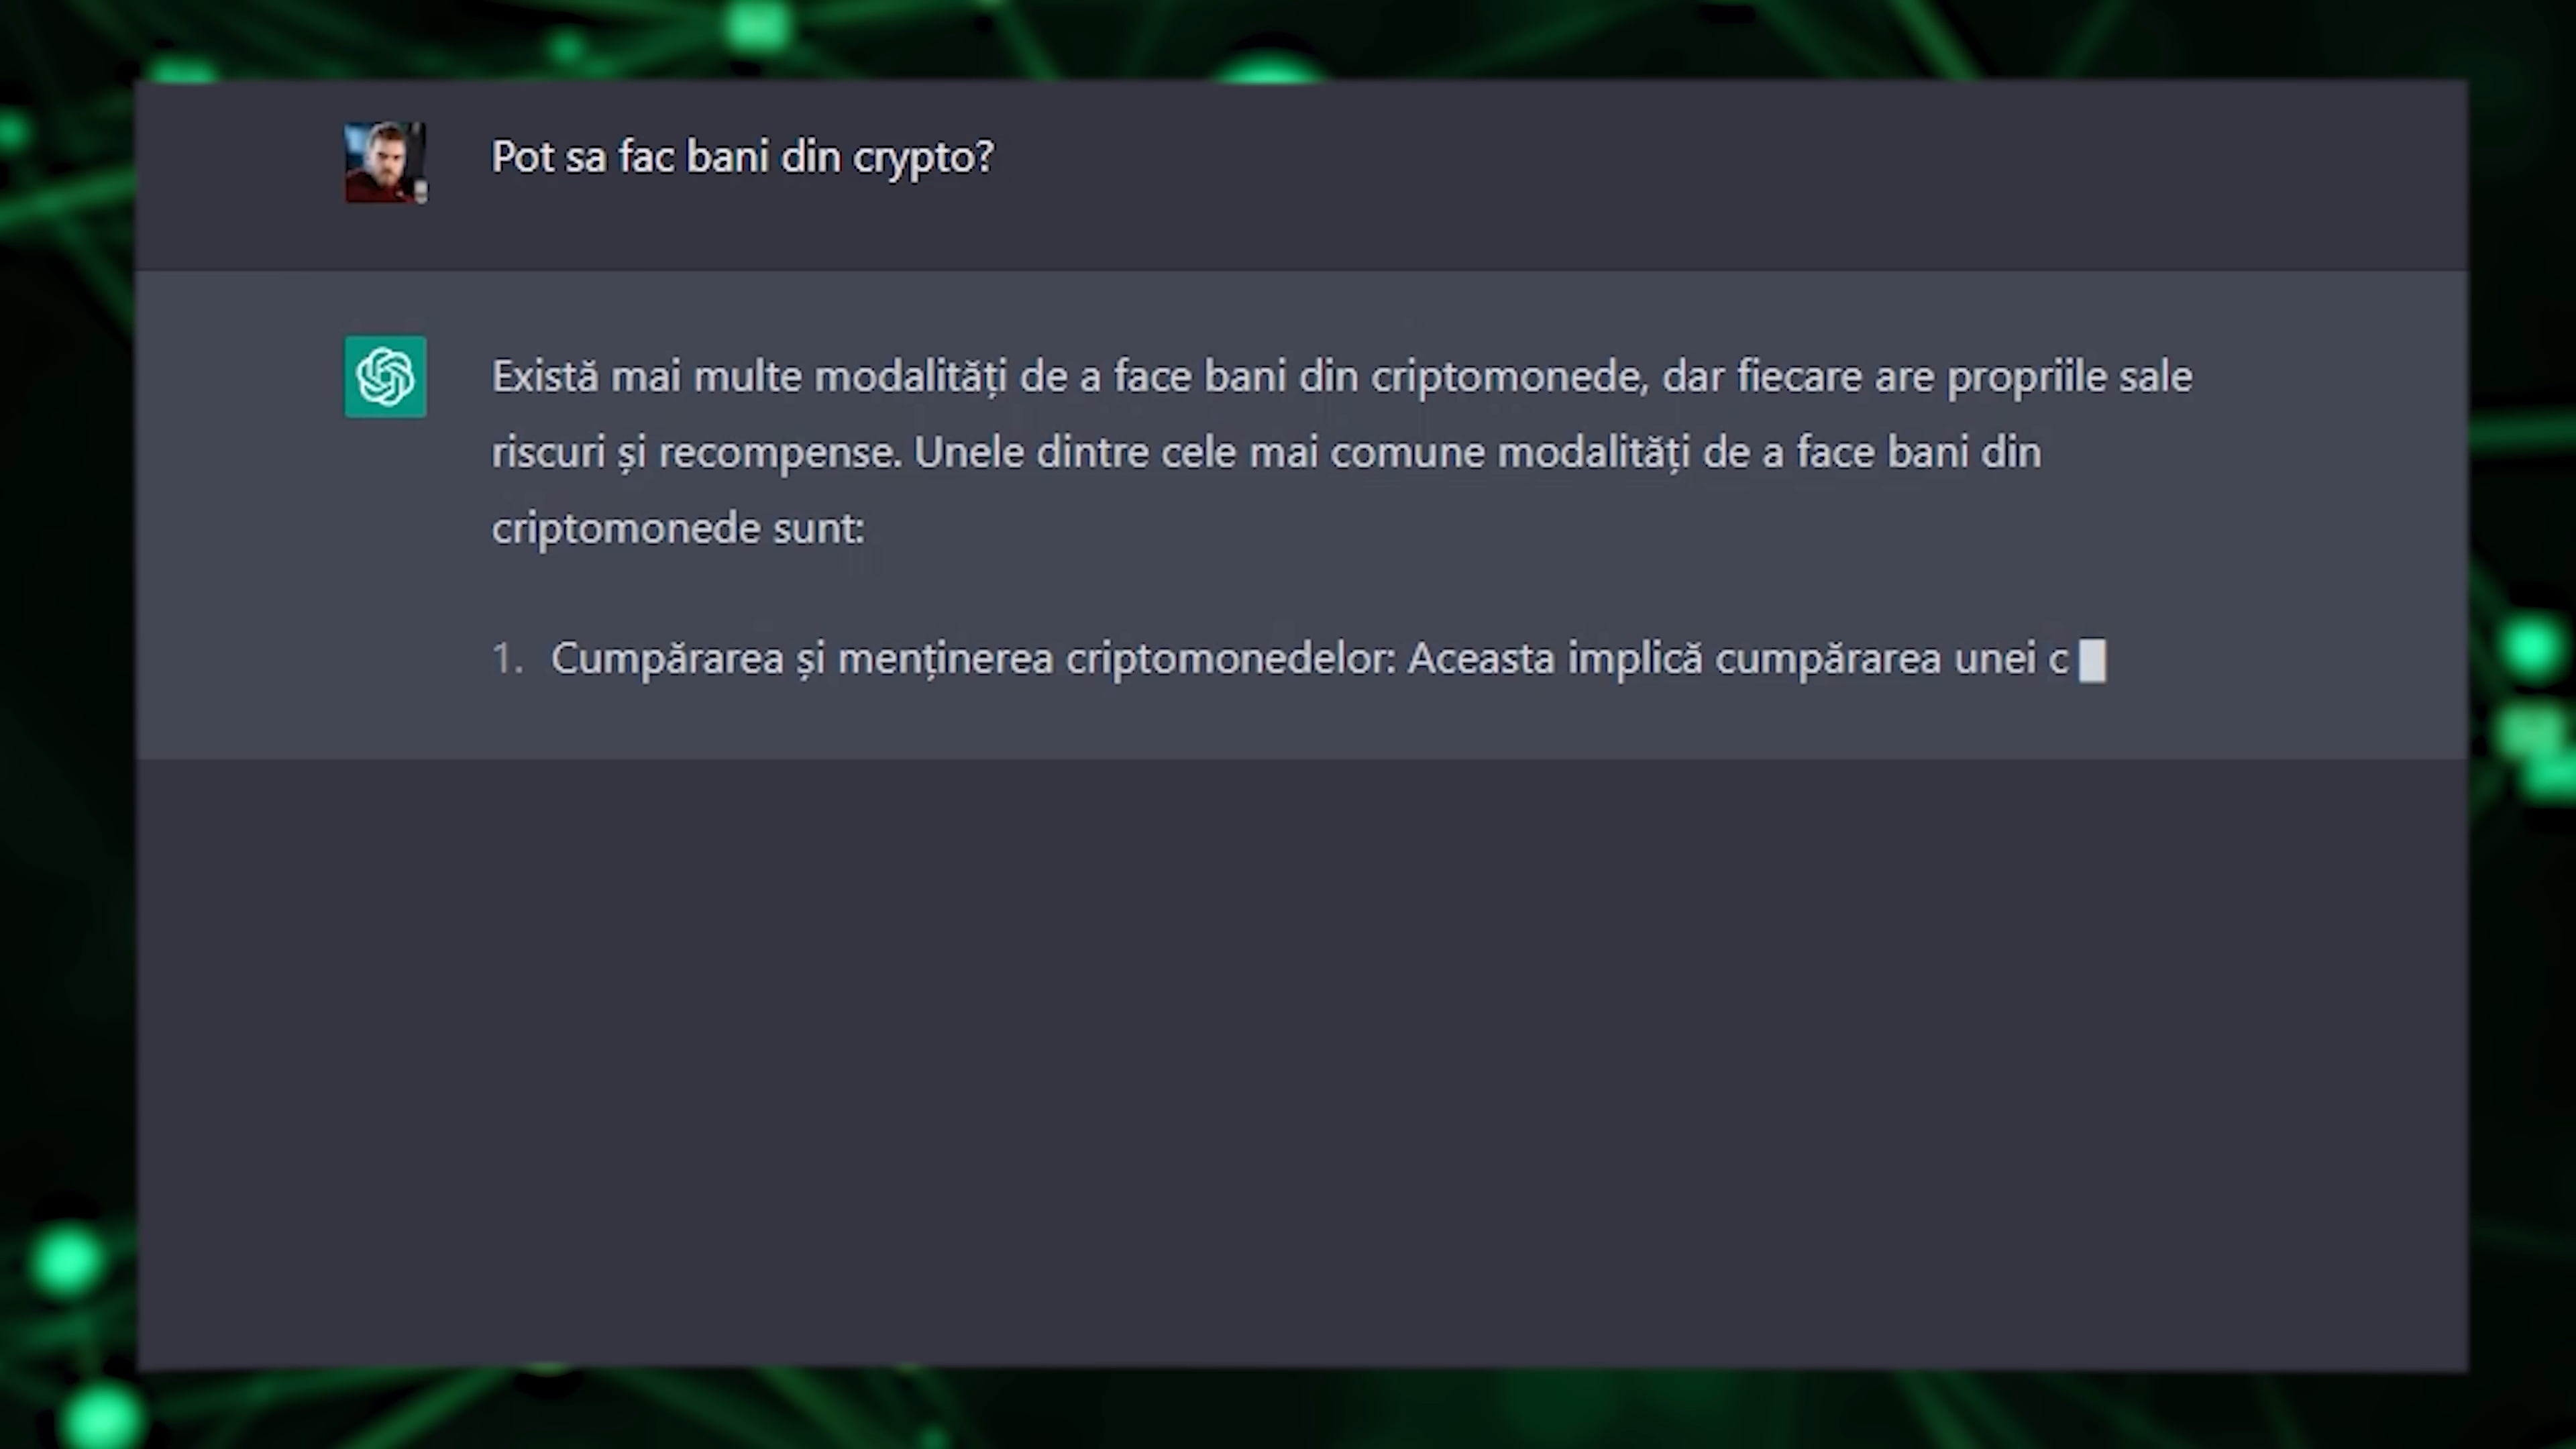 Pot sa fac bani din crypto?
Există mai multe modalități de a face bani din criptomonede, dar fiecare are propriile sale
riscuri și recompense. Unele dintre cele mai comune modalități de a face bani din
criptomonede sunt:
1. Cumpărarea și menținerea criptomonedelor: Aceasta implică cumpărarea unei c